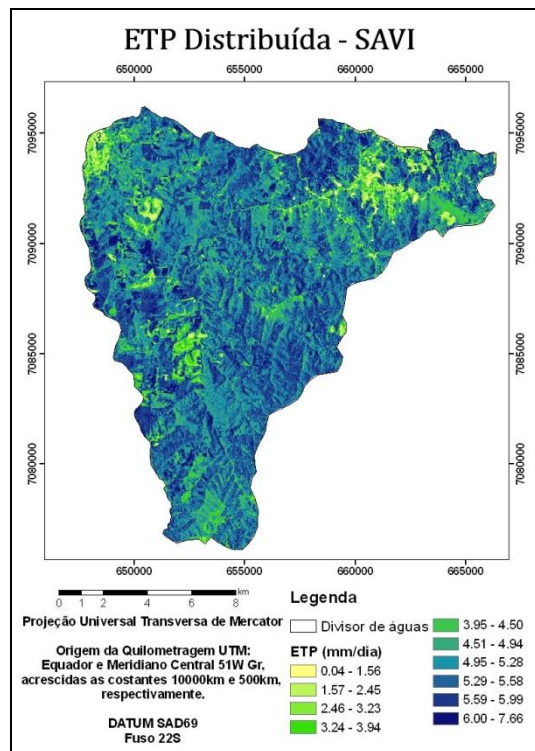 ETP Distribuída - SAVI
650000 655000 660000 665000
7095000 7095000
7090000 7090000
7085000 7085000
7080000 7080000
650000 655000 660000 665000
km
0 1 2 4 6 8
Projeção Universal Transversa de Mercator
Origem da Quilometragem UTM:
Equador e Meridiano Central 51W Gr,
acrescidas as costantes 10000km e 500km,
respectivamente.
DATUM SAD69
Fuso 22S
Legenda
Divisor de águas
ETP (mm/dia)
0.04 - 1.56
1.57 - 2.45
2.46 - 3.23
3.24 - 3.94
3.95 - 4.50
4.51 - 4.94
4.95 - 5.28
5.29 - 5.58
5.59 - 5.99
6.00 - 7.66